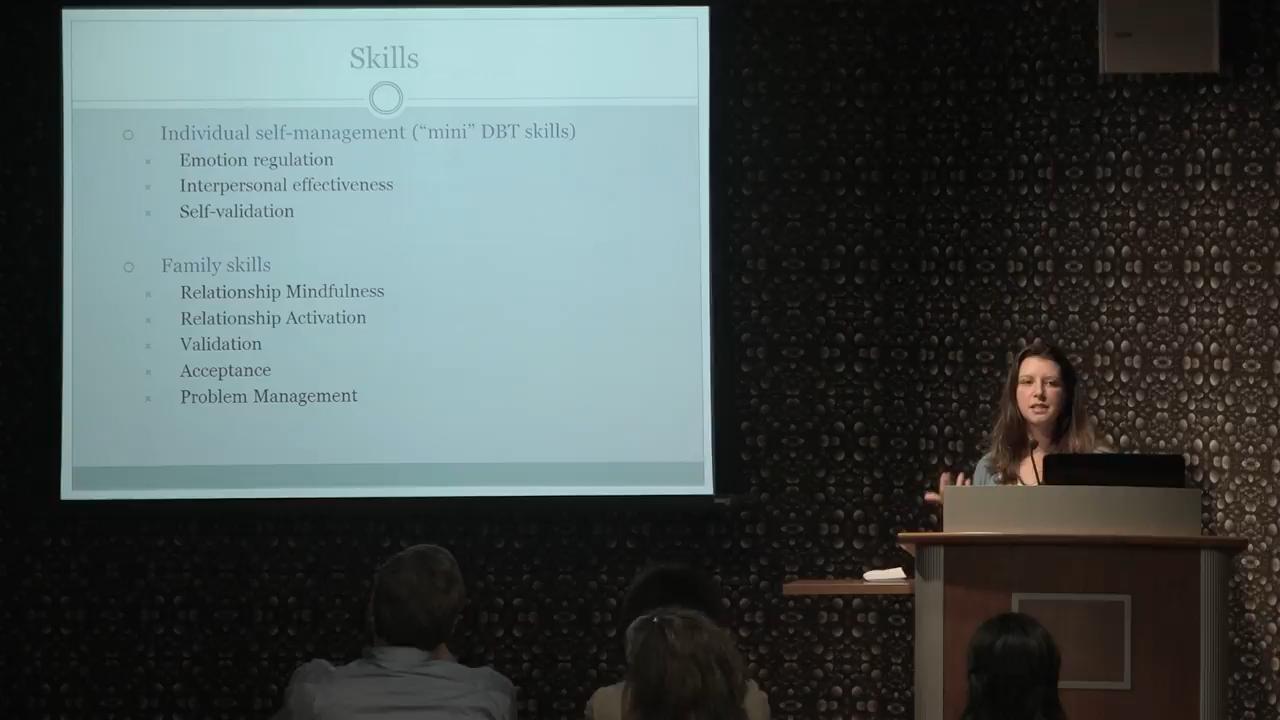 Skills
Individual self-management (“mini” DBT skills)
Emotion regulation
Interpersonal effectiveness
Self-validation
Family skills
Relationship Mindfulness
Relationship Activation
Validation
Acceptance
Problem Management